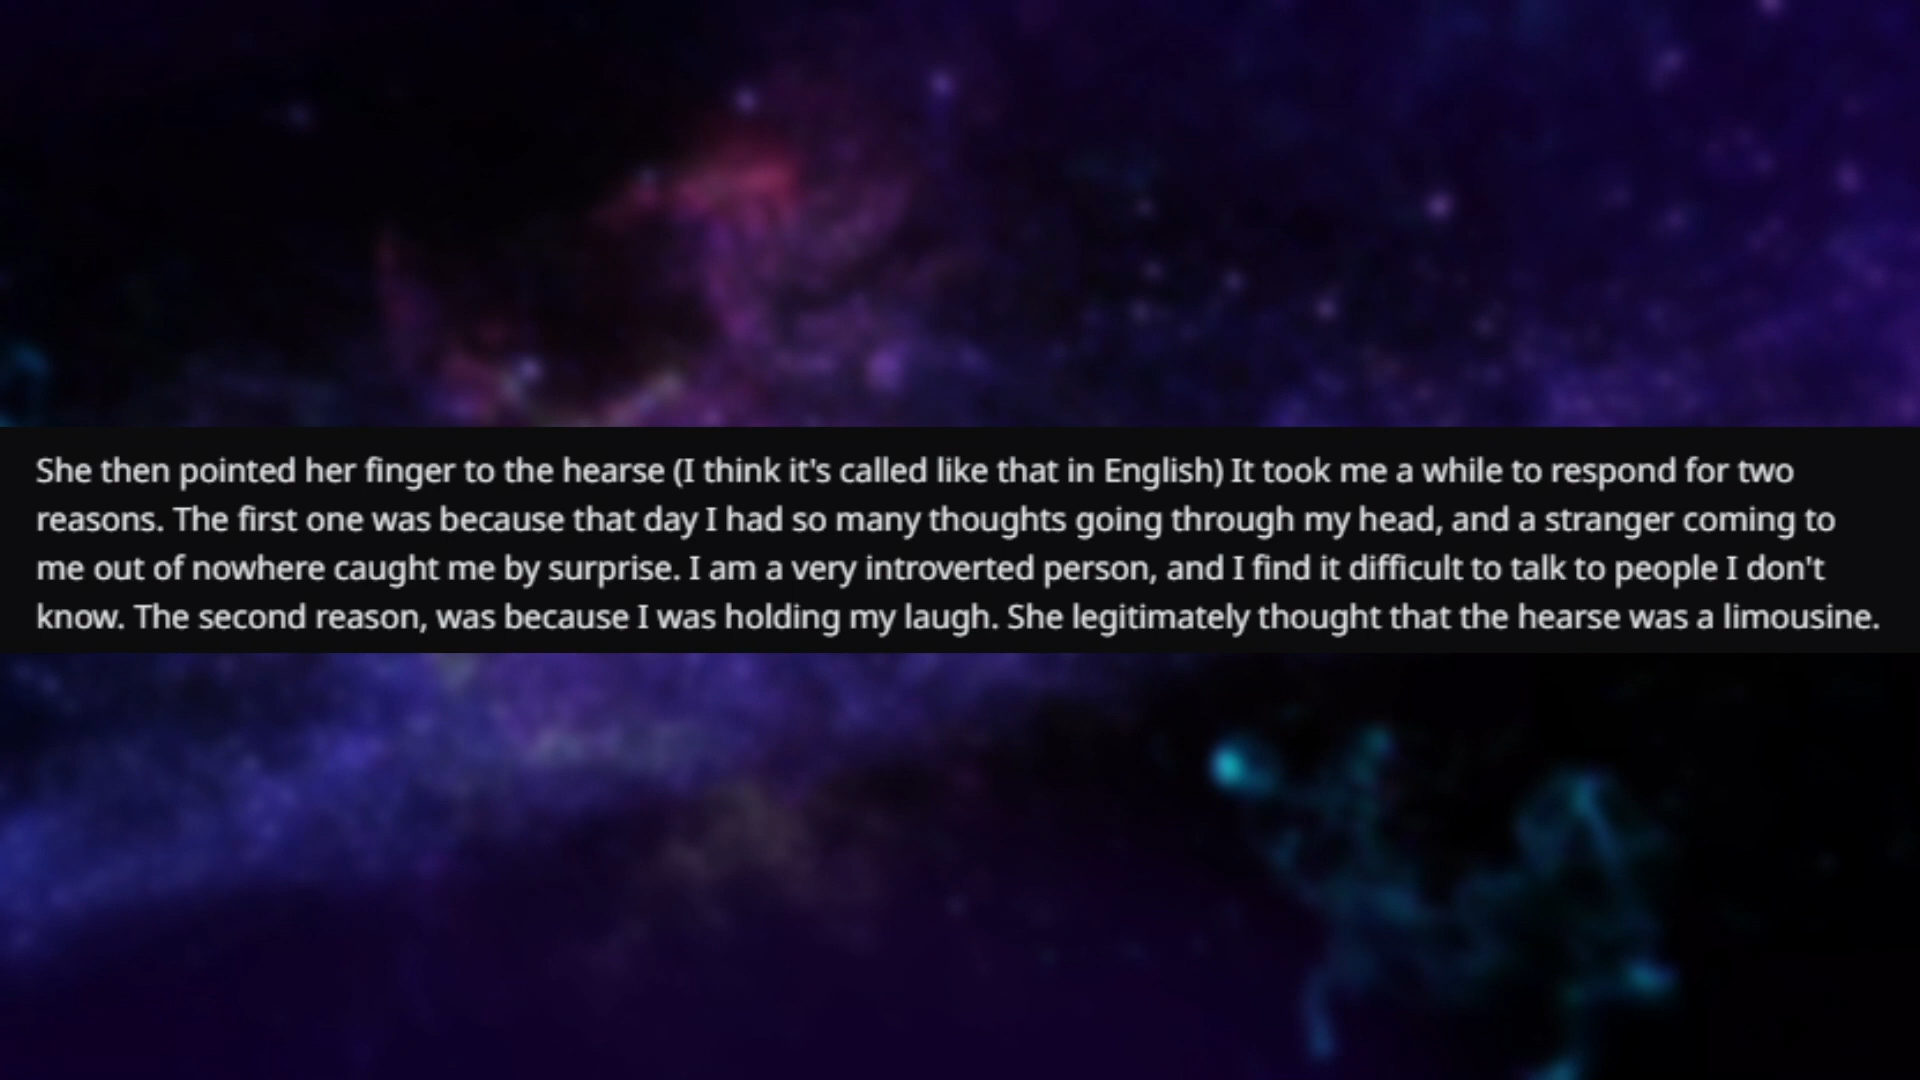 She then pointed her finger to the hearse (I think it's called like that in English) It took me a while to respond for two
reasons. The first one was because that day I had so many thoughts going through my head, and a stranger coming to
me out of nowhere caught me by surprise. I am a very introverted person, and I find it difficult to talk to people I don't
know. The second reason, was because I was holding my laugh. She legitimately thought that the hearse was a limousine.